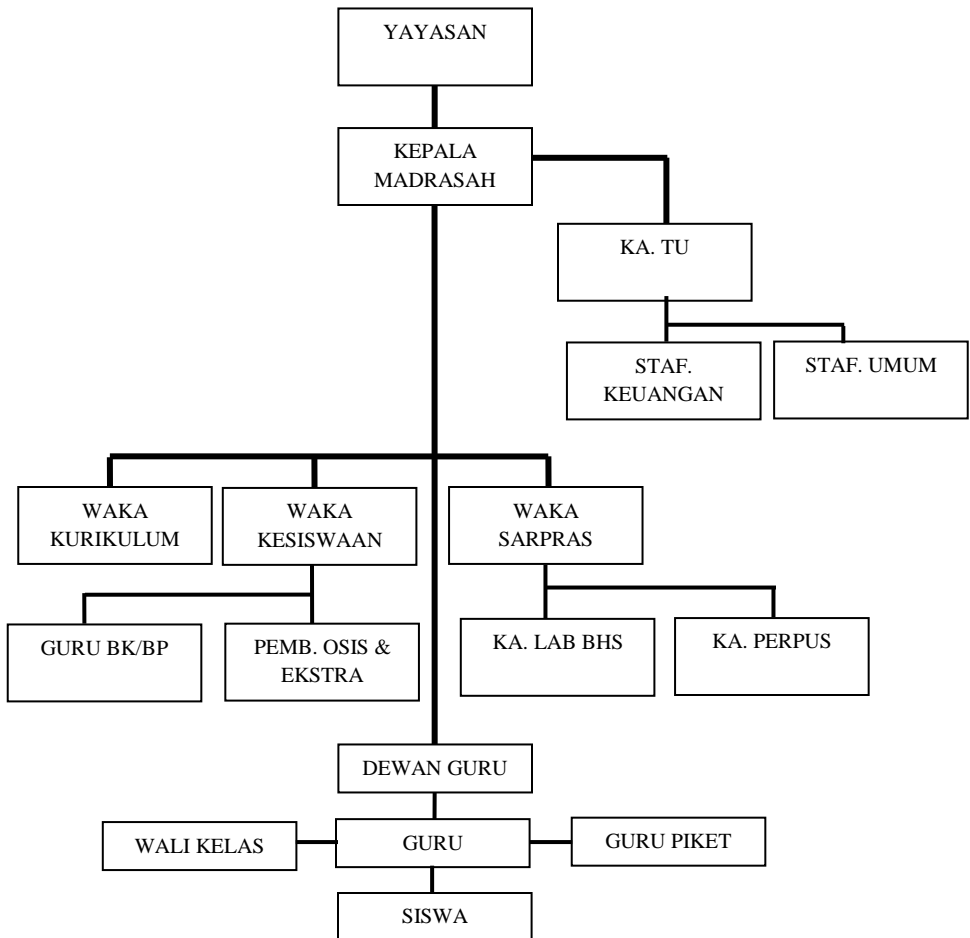 YAYASAN
KEPALA
MADRASAH
KA. TU
STAF.
KEUANGAN
STAF. UMUM
WAKA
KURIKULUM
WAKA
KESISWAAN
WAKA
SARPRAS
GURU BK/BP
PEMB. OSIS &
EKSTRA
KA. LAB BHS
KA. PERPUS
DEWAN GURU
WALI KELAS
GURU
GURU PIKET
SISWA